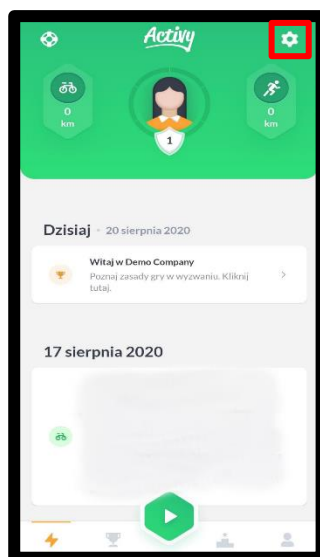 Activy
0
km
1
0
km
Dzisiaj · 20 sierpnia 2020
Witaj w Demo Company
Poznaj zasady gry w wyzwaniu. Kliknij
tutaj.
17 sierpnia 2020